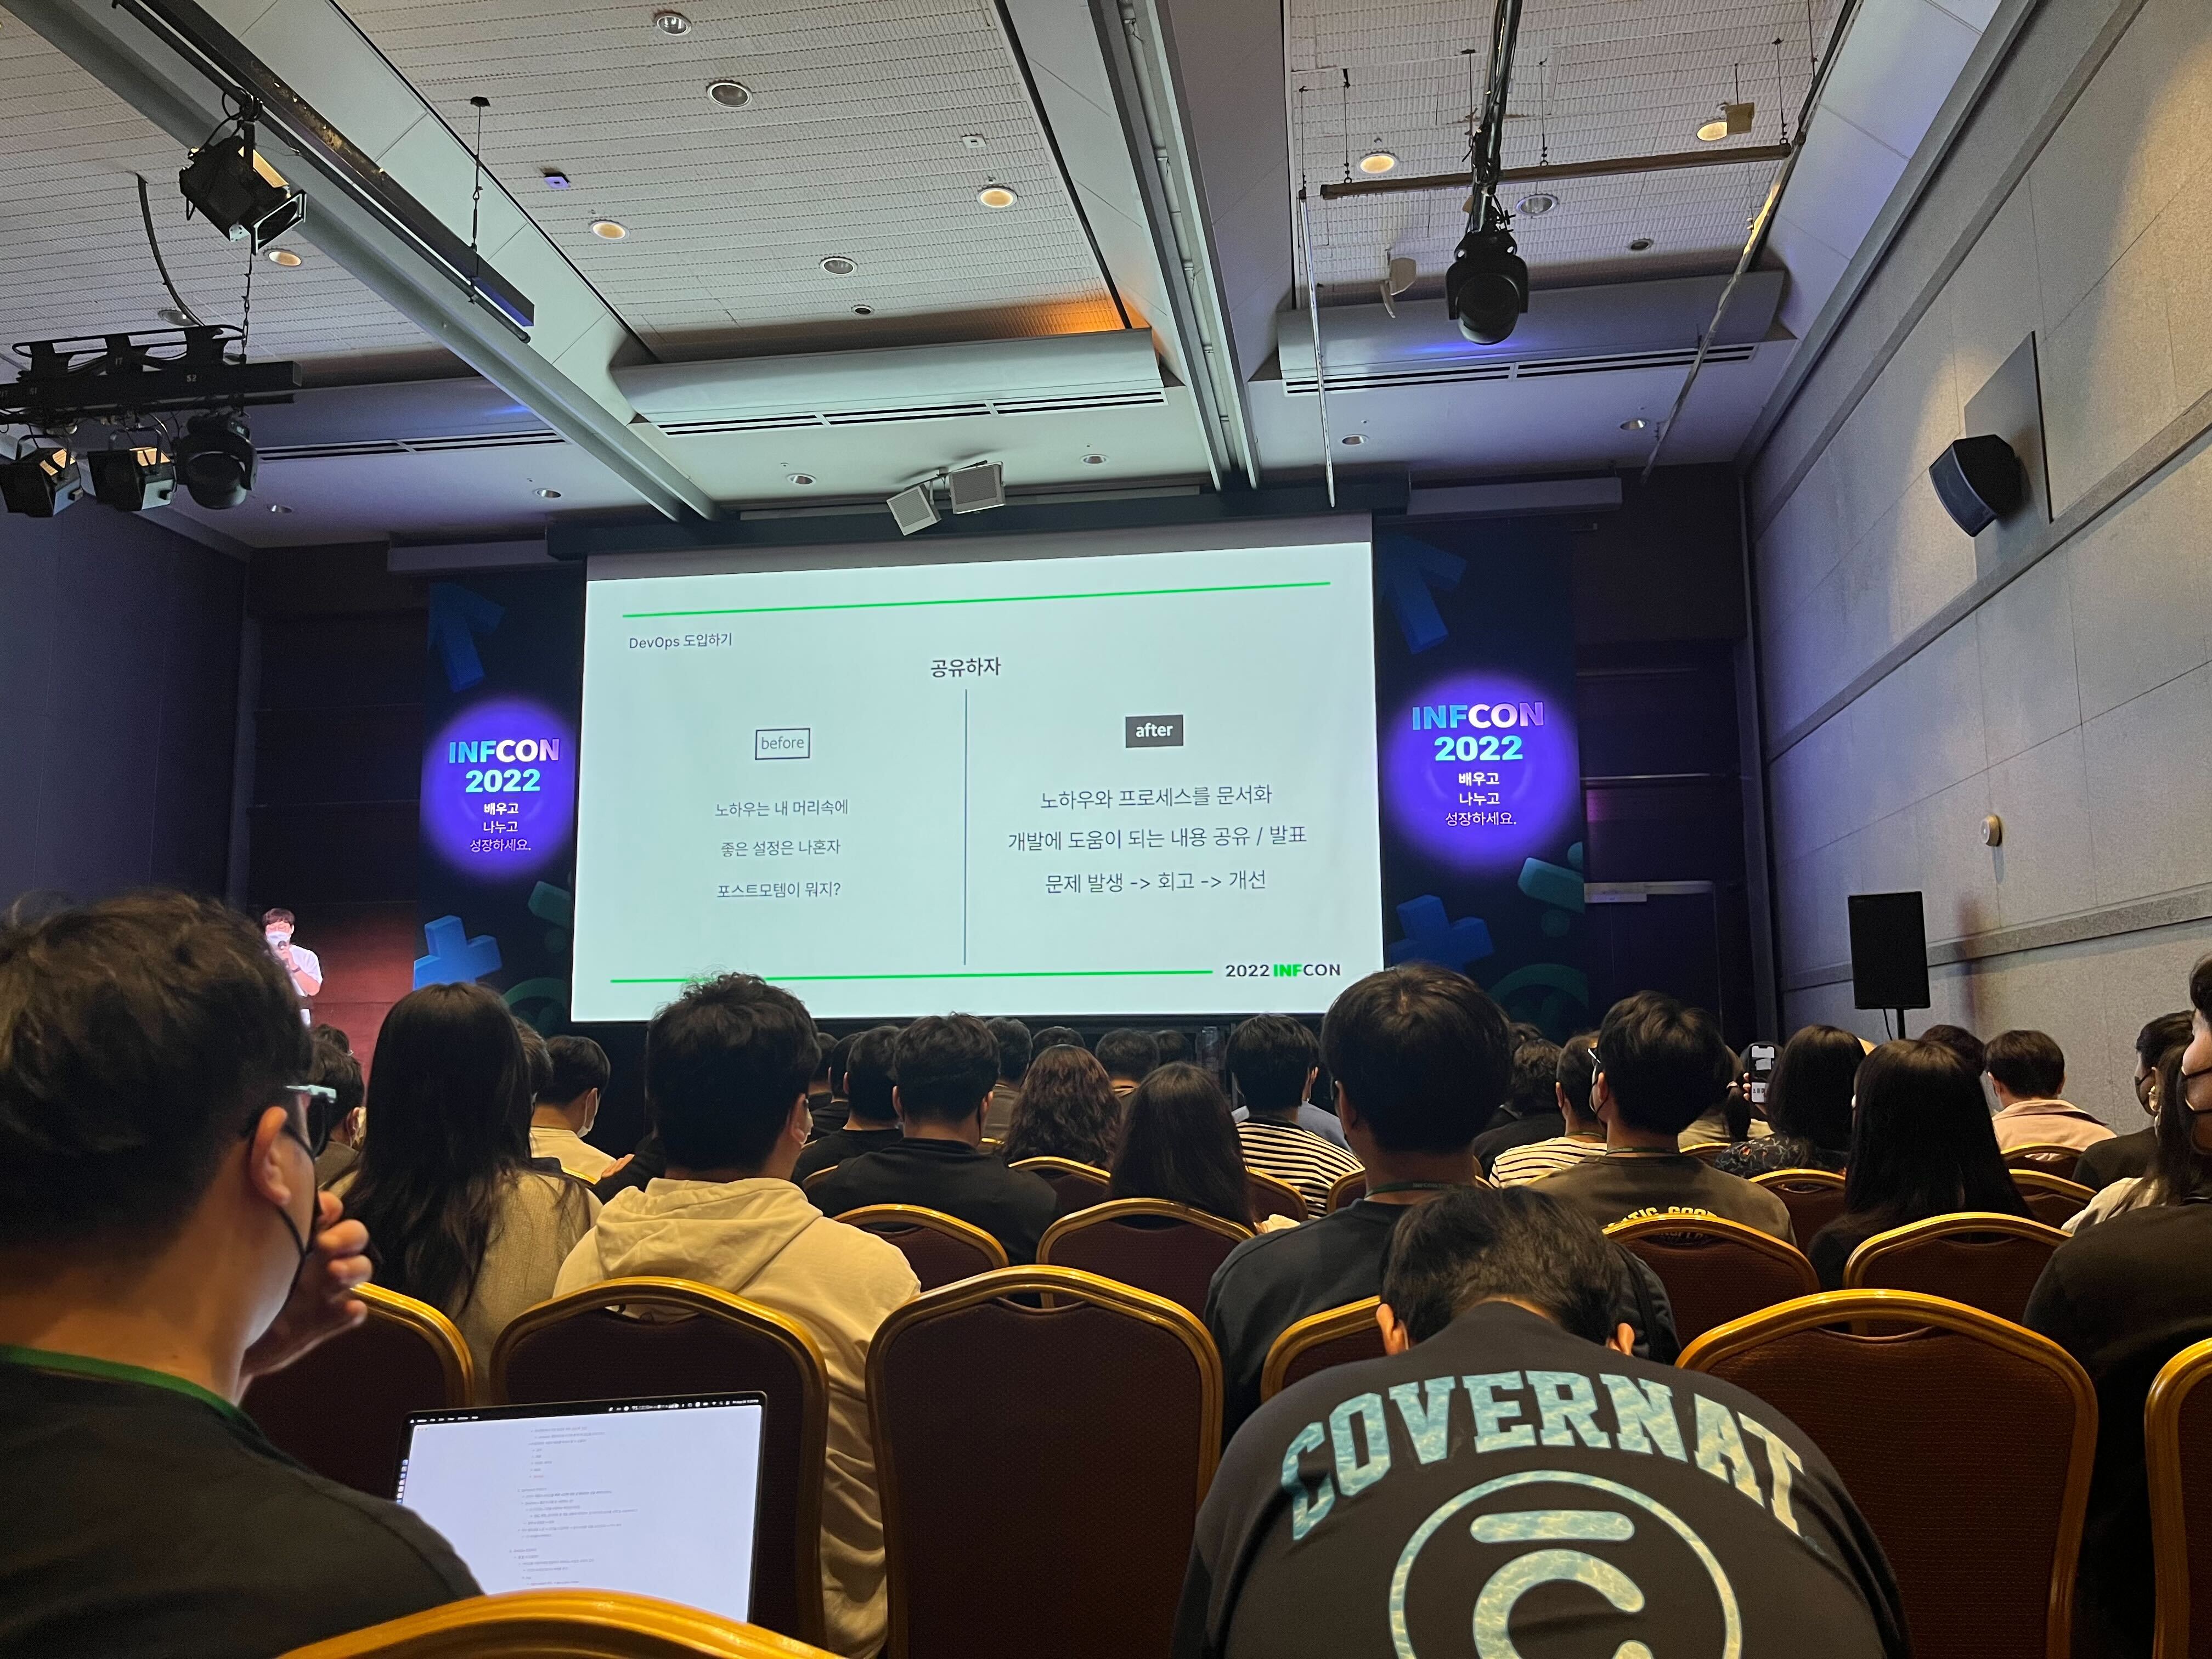 DevOps 도입하기
공유하자
before
노하우는 내 머리속에
좋은 설정은 나혼자
포스트모템이 뭐지?
after
노하우와 프로세스를 문서화
개발에 도움이 되는 내용 공유 / 발표
문제 발생 -> 회고 -> 개선
2022 INFCON
INFCON
2022
배우고
나누고
성장하세요.
INFCON
2022
배우고
나누고
성장하세요.
COVERNAT